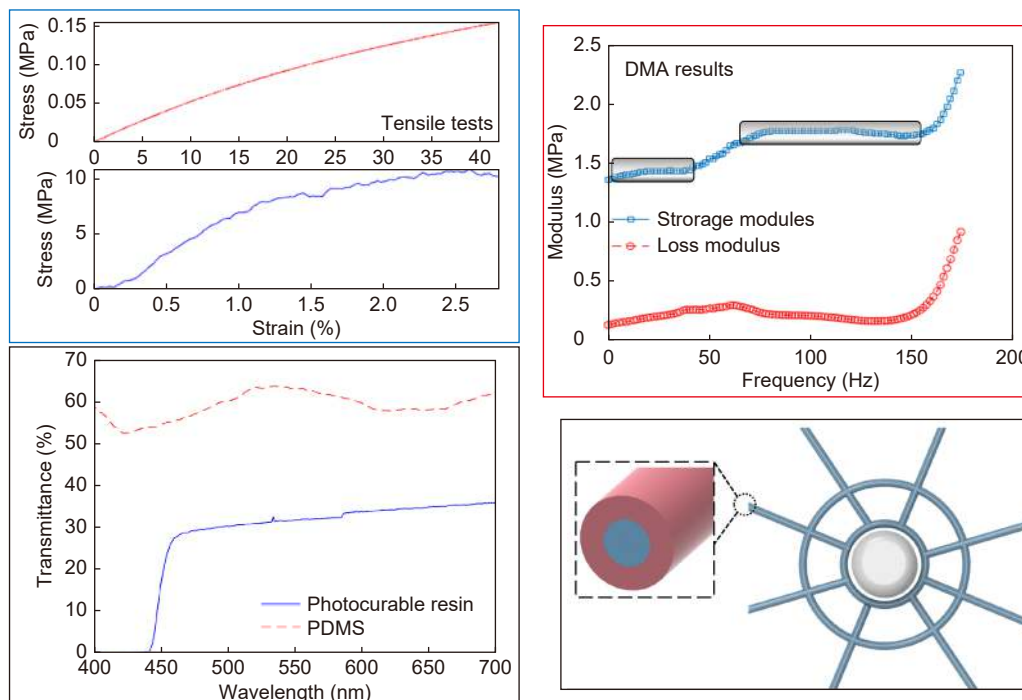 0.15
0.10
0.05
0
Stress (MPa)
Tensile tests
0 5 10 15 20 25 30 35 40
10
5
0
Stress (MPa)
0 0.5 1.0 1.5 2.0 2.5
Strain (%)
2.5
2.0
1.5
1.0
0.5
0
Modulus (MPa)
DMA results
Strorage modules
Loss modulus
0 50 100 150 200
Frequency (Hz)
70
60
50
40
30
20
10
0
Transmittance (%)
Photocurable resin
PDMS
400 450 500 550 600 650 700
Wavelength (nm)